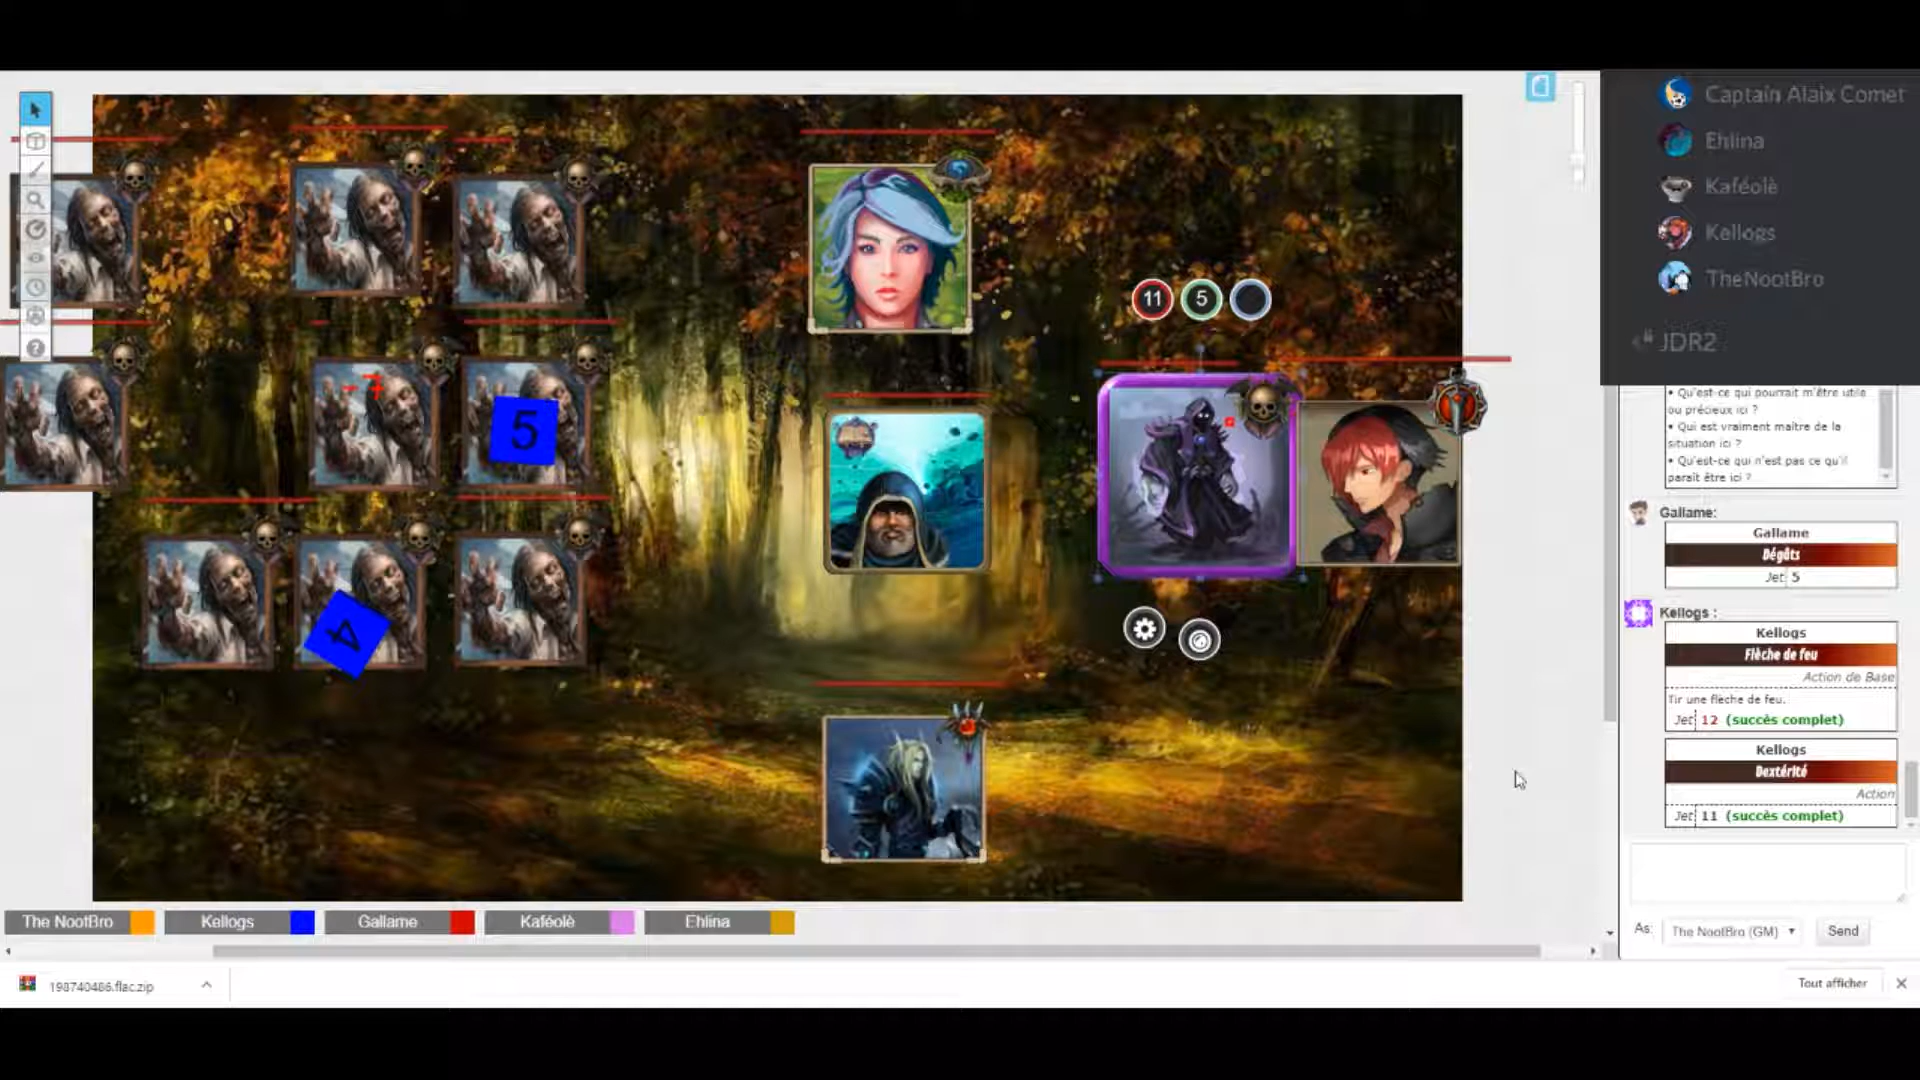 Captain Alaix Comet
Ehlina
Kaféolè
Kellogs
TheNootBro
JDR2
11
5
- 7
5
4
• Qu'est-ce qui pourrait m'être utile
ou précieux ici ?
• Qui est vraiment maître de la
situation ici ?
• Qu'est-ce qui n'est pas ce qu'il
paraît être ici ?
Gallame:
Gallame
Dégâts
Jet 5
Kellogs :
Kellogs
Flèche de feu
Action de Base
Tir une flèche de feu.
Jet 12 (succès complet)
Kellogs
Dextérité
Action
Jet 11 (succès complet)
The NootBro
Kellogs
Gallame
Kaféolè
Ehlina
As:
The NootBro (GM)
Send
198740486.flac.zip
Tout afficher